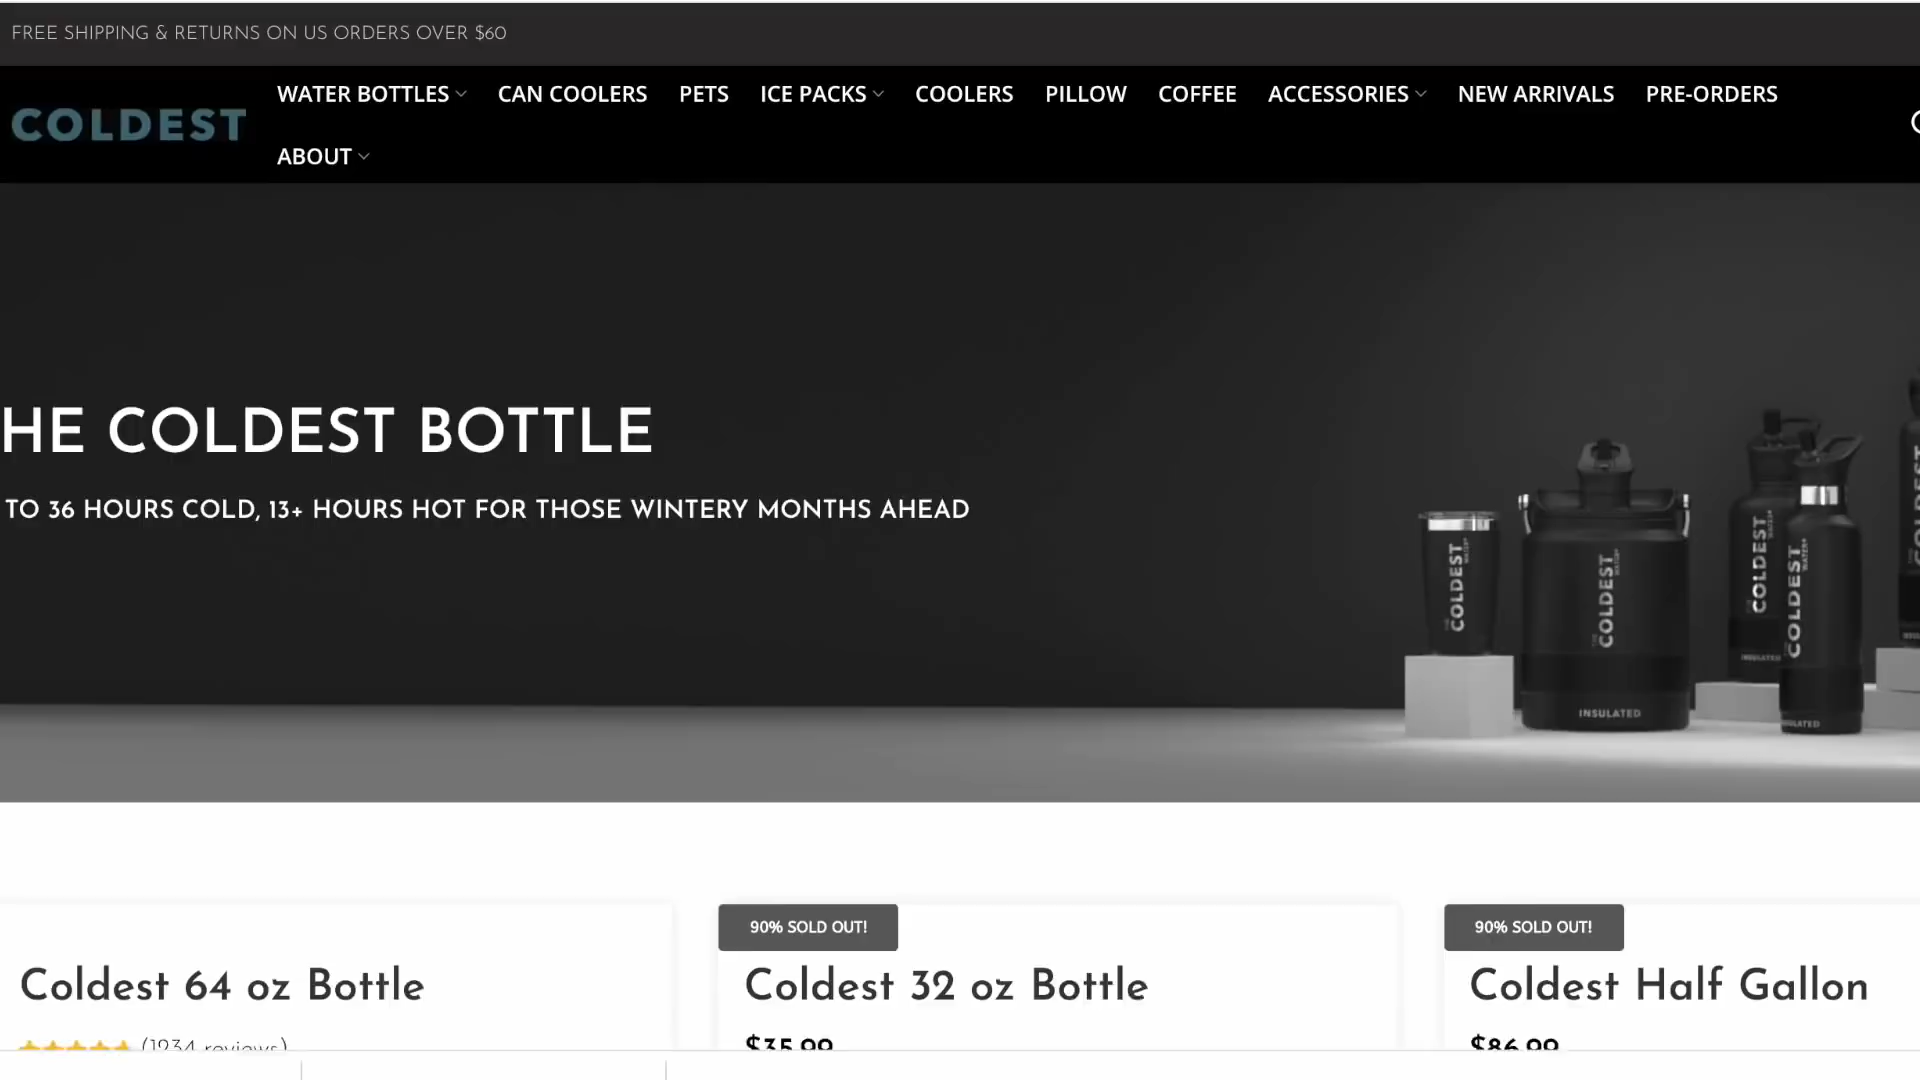 FREE SHIPPING & RETURNS ON US ORDERS OVER $60
COLDEST
WATER BOTTLES CAN COOLERS PETS ICE PACKS COOLERS PILLOW COFFEE ACCESSORIES NEW ARRIVALS PRE-ORDERS
ABOUT
HE COLDEST BOTTLE
TO 36 HOURS COLD, 13+ HOURS HOT FOR THOSE WINTERY MONTHS AHEAD
COLDEST
COLDEST
INSULATED
COLDEST
INSULATED
COLDEST
90% SOLD OUT!
90% SOLD OUT!
Coldest 64 oz Bottle
Coldest 32 oz Bottle
Coldest Half Gallon
(1234 reviews)
$35.99
$86.99